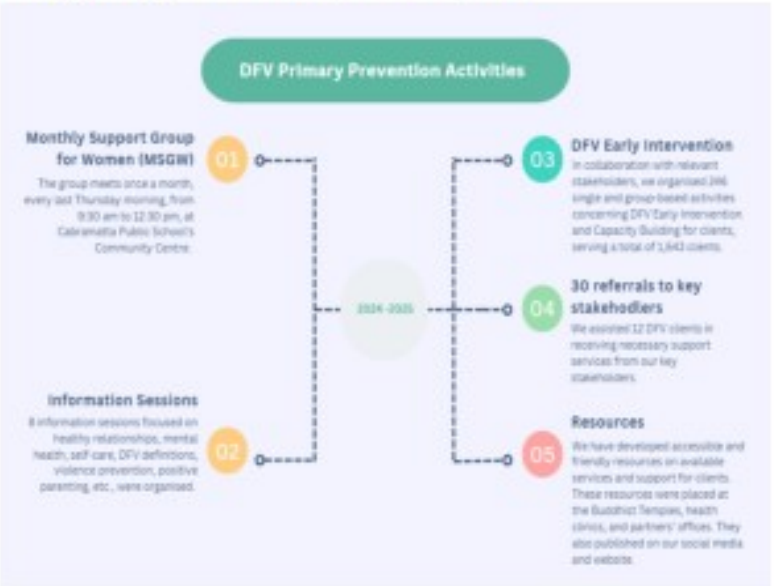 DFV Primary Prevention Activities
Monthly Support Group
for Women (MSGW)
01
The group meets once a month,
every last Thursday morning, from
9:30 am to 12:30 pm, at
Cabramatta Public School's
Community Centre.
Information Sessions
02
8 information sessions focused on
healthy relationships, mental
health, self-care, DFV definitions,
violence prevention, positive
parenting, etc., were organised.
2024-2025
03
DFV Early Intervention
In collaboration with relevant
stakeholders, we organised
single and group-based activities
concerning DFV Early Intervention
and Capacity Building for clients,
serving a total of 1,642 clients.
04
30 referrals to key
stakehodlers
We assisted 12 DFV clients in
receiving necessary support
services from our key
stakeholders.
05
Resources
We have developed accessible and
friendly resources on available
services and support for clients.
These resources were placed at
the Buddhist Temples, health
clinics, and partners' offices. They
also published on our social media
and website.